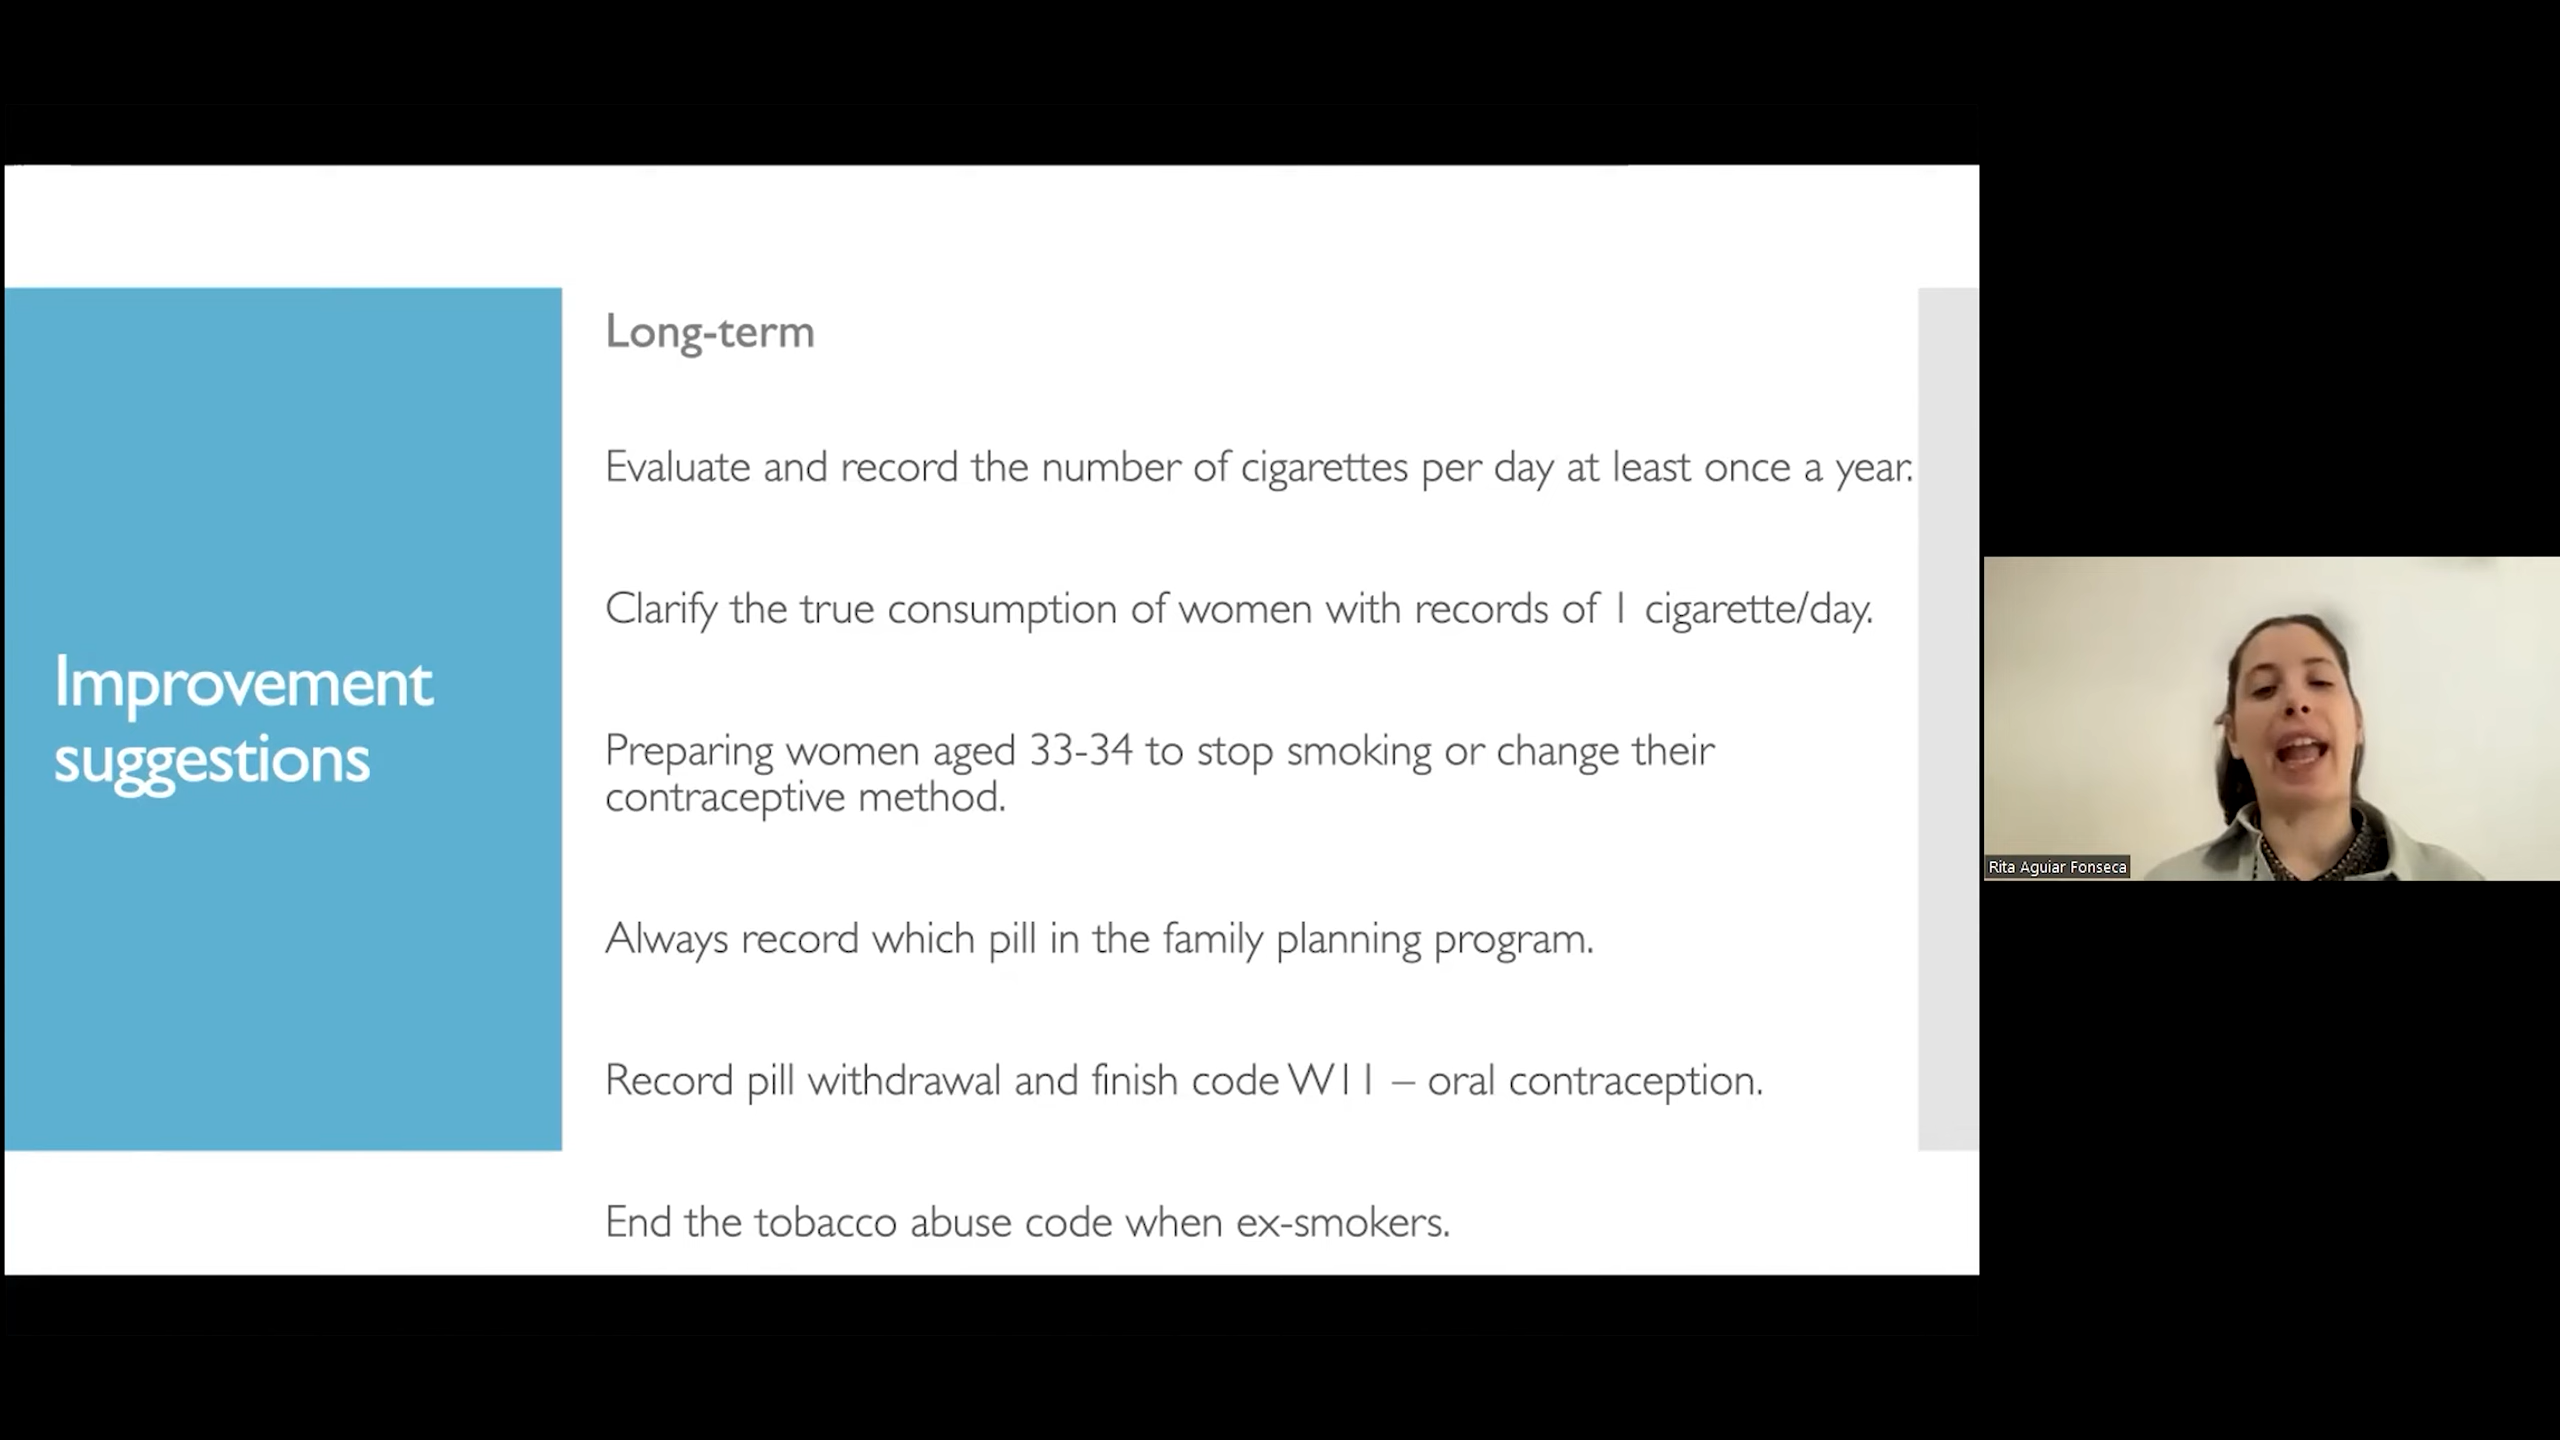 Improvement
suggestions
Long-term
Evaluate and record the number of cigarettes per day at least once a year.
Clarify the true consumption of women with records of 1 cigarette/day.
Preparing women aged 33-34 to stop smoking or change their
contraceptive method.
Always record which pill in the family planning program.
Record pill withdrawal and finish code W11 – oral contraception.
End the tobacco abuse code when ex-smokers.
Rita Aguiar Fonseca